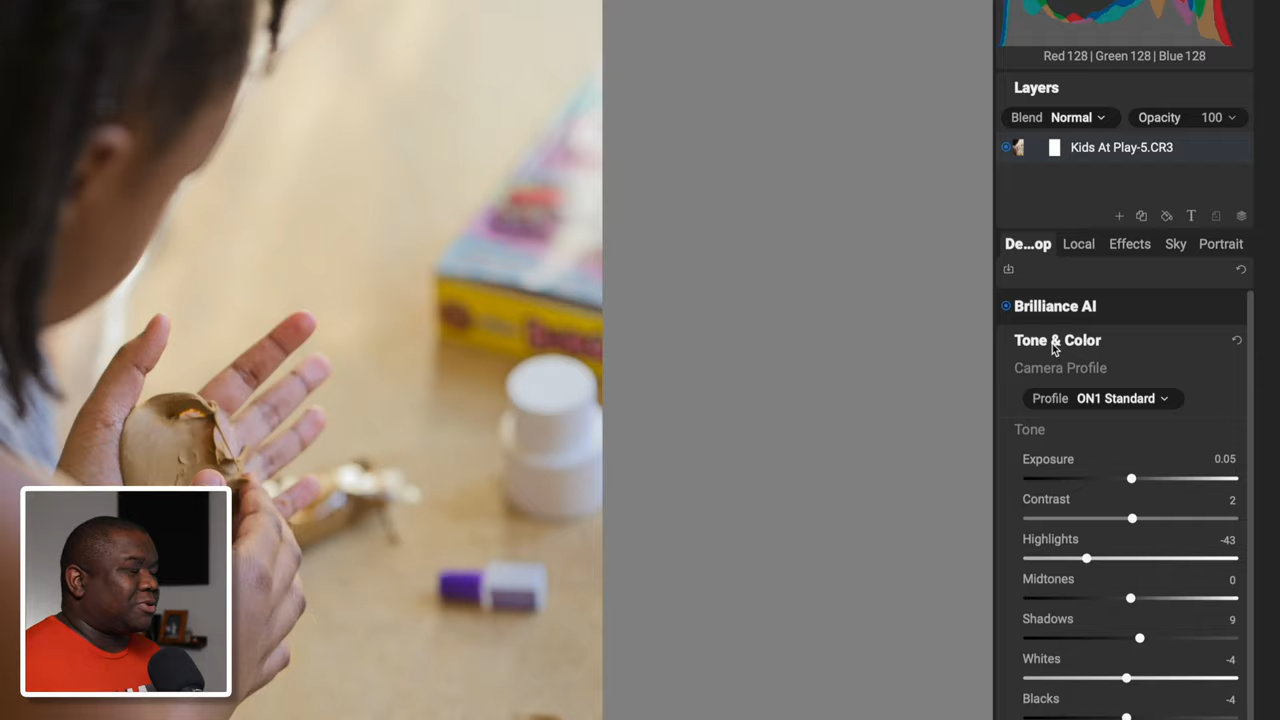 Red 128 | Green 128 | Blue 128
Layers
Blend Normal Opacity 100
Kids At Play-5.CR3
T
De...op Local Effects Sky Portrait
Brilliance AI
Tone & Color
Camera Profile
Profile ON1 Standard
Tone
Exposure 0.05
Contrast 2
Highlights -43
Midtones 0
Shadows 9
Whites -4
Blacks -4